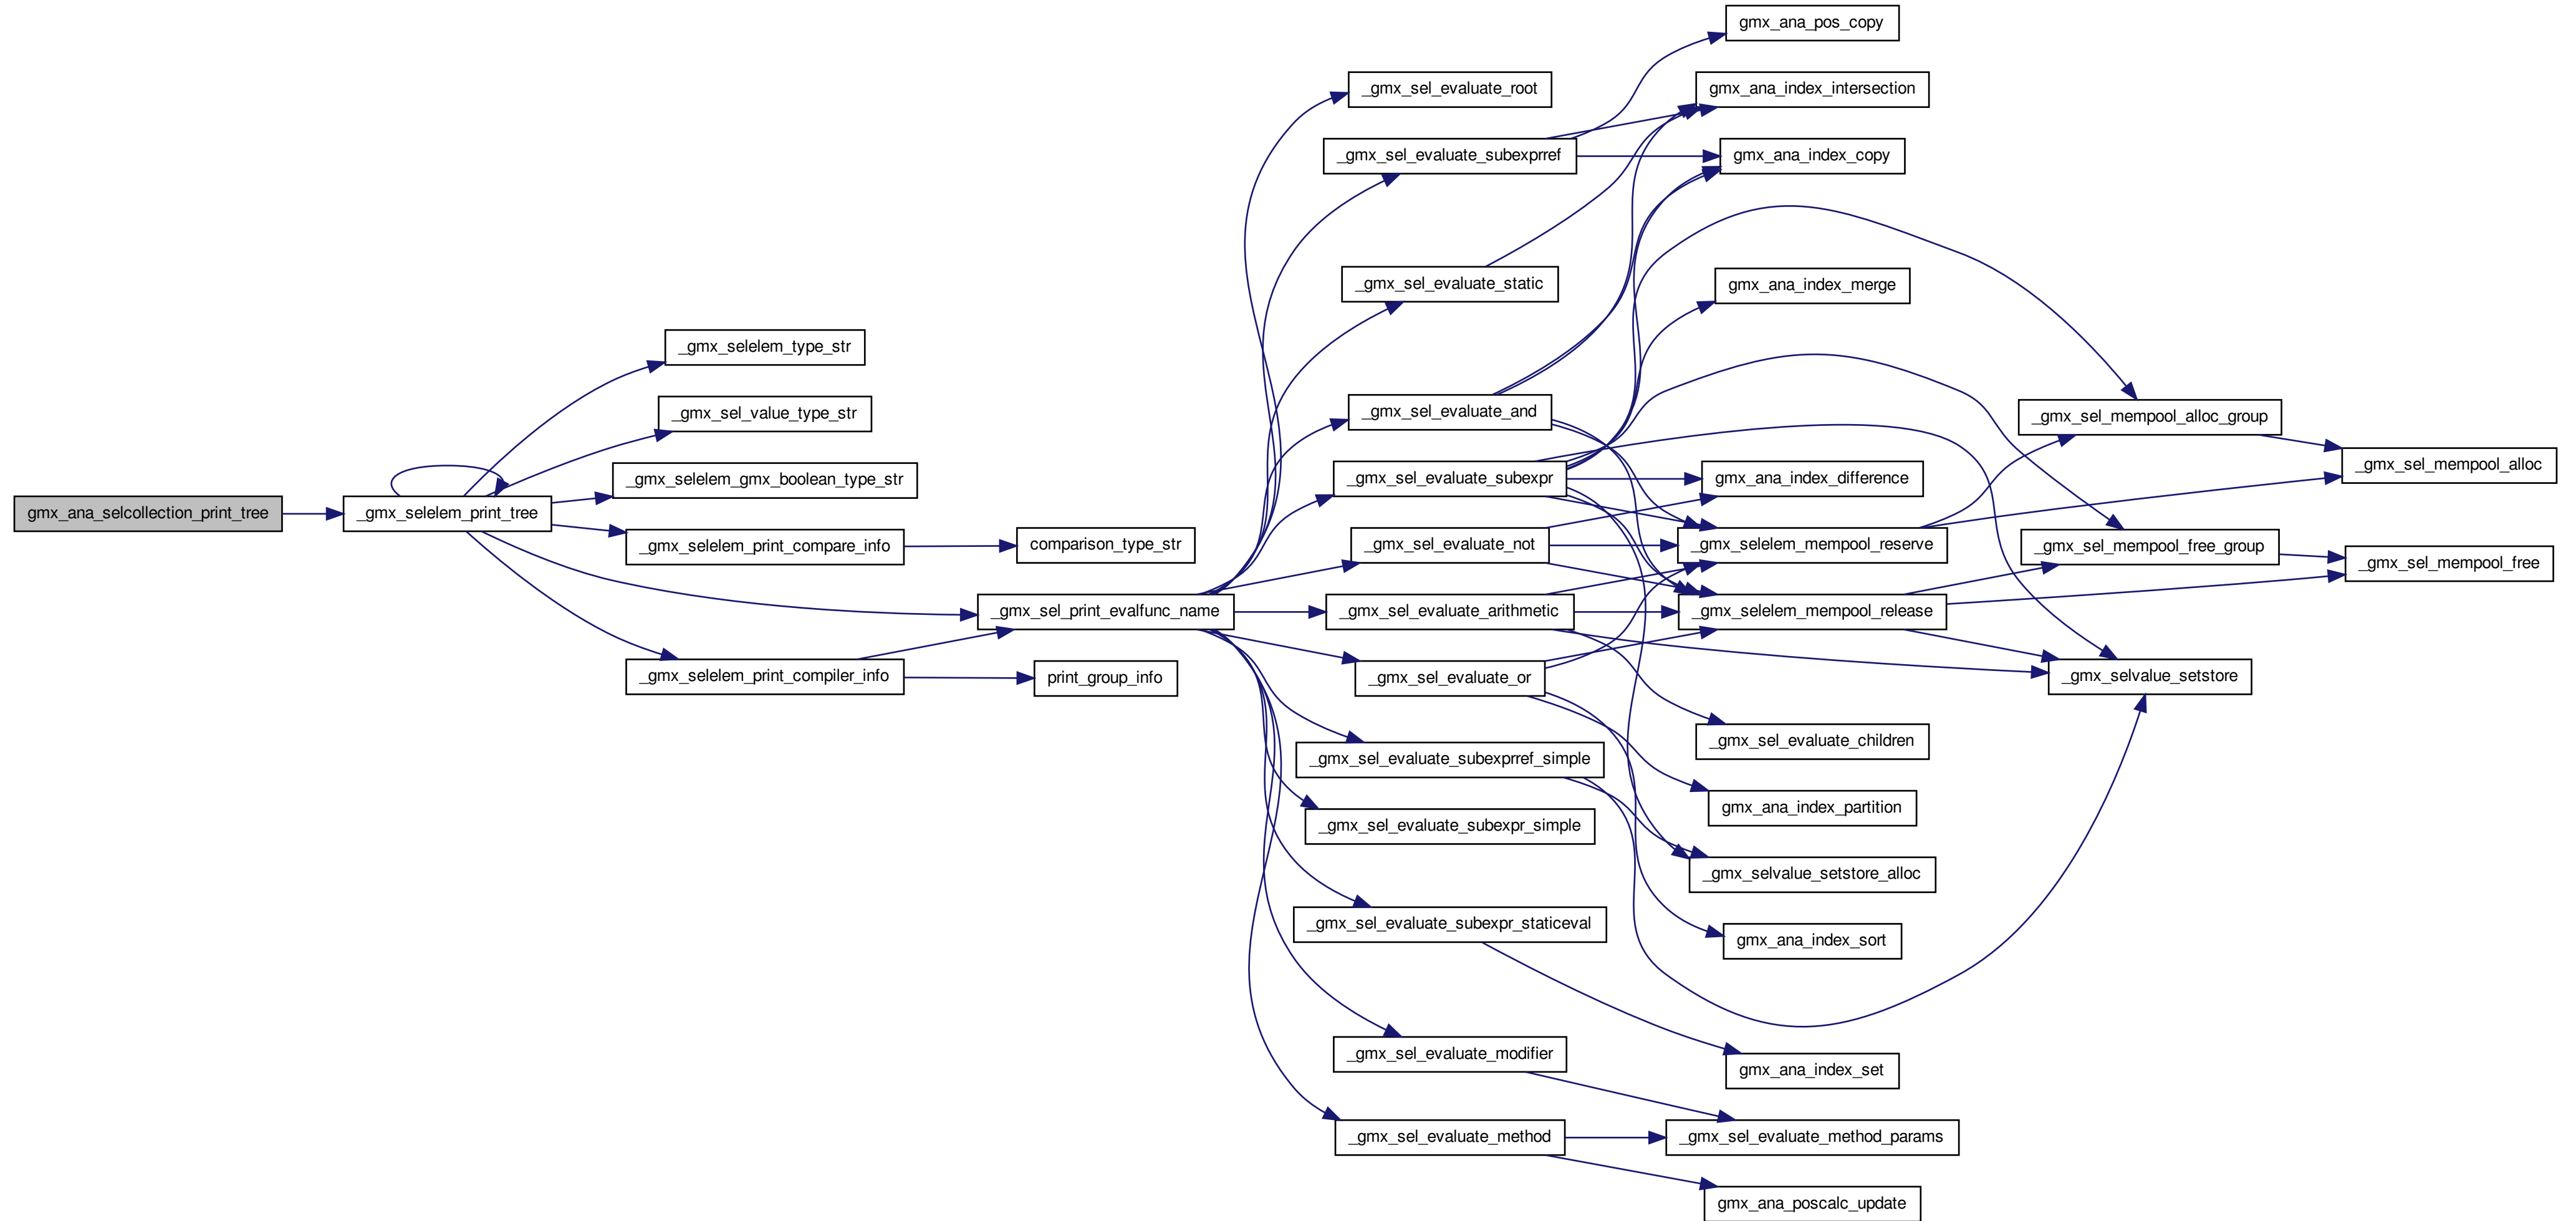 gmx_ana_selcollection_print_tree
_gmx_selelem_print_tree
_gmx_selelem_type_str
_gmx_sel_value_type_str
_gmx_selelem_gmx_boolean_type_str
_gmx_selelem_print_compare_info
_gmx_selelem_print_compiler_info
comparison_type_str
_gmx_sel_print_evalfunc_name
print_group_info
_gmx_sel_evaluate_root
_gmx_sel_evaluate_subexprref
_gmx_sel_evaluate_static
_gmx_sel_evaluate_and
_gmx_sel_evaluate_subexpr
_gmx_sel_evaluate_not
_gmx_sel_evaluate_arithmetic
_gmx_sel_evaluate_or
_gmx_sel_evaluate_subexprref_simple
_gmx_sel_evaluate_subexpr_simple
_gmx_sel_evaluate_subexpr_staticeval
_gmx_sel_evaluate_modifier
_gmx_sel_evaluate_method
gmx_ana_pos_copy
gmx_ana_index_intersection
gmx_ana_index_copy
gmx_ana_index_merge
gmx_ana_index_difference
_gmx_selelem_mempool_reserve
_gmx_selelem_mempool_release
_gmx_sel_evaluate_children
gmx_ana_index_partition
_gmx_selvalue_setstore_alloc
gmx_ana_index_sort
gmx_ana_index_set
_gmx_sel_evaluate_method_params
gmx_ana_poscalc_update
_gmx_sel_mempool_alloc_group
_gmx_sel_mempool_free_group
_gmx_selvalue_setstore
_gmx_sel_mempool_alloc
_gmx_sel_mempool_free